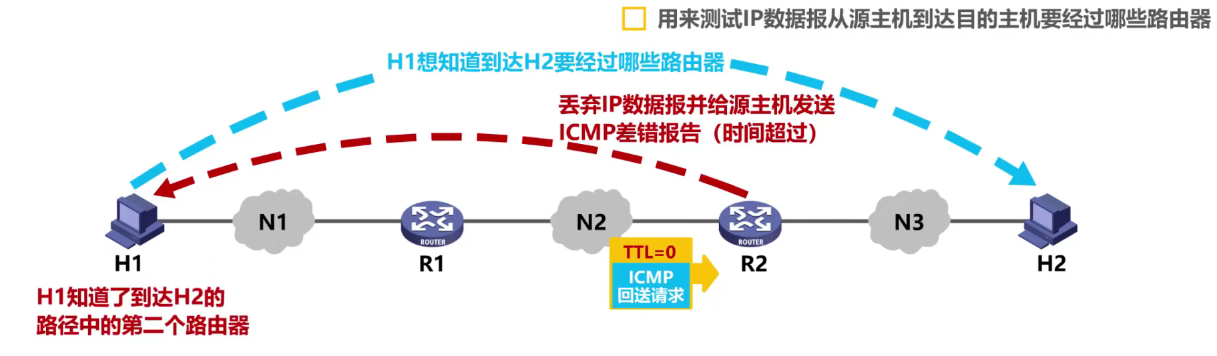 用来测试IP数据报从源主机到达目的主机要经过哪些路由器
H1想知道到达H2要经过哪些路由器
丢弃IP数据报并给源主机发送
ICMP差错报告（时间超过）
N1
N2
N3
ROUTER
ROUTER
H1
R1
R2
H2
TTL=0
ICMP
回送请求
H1知道了到达H2的
路径中的第二个路由器